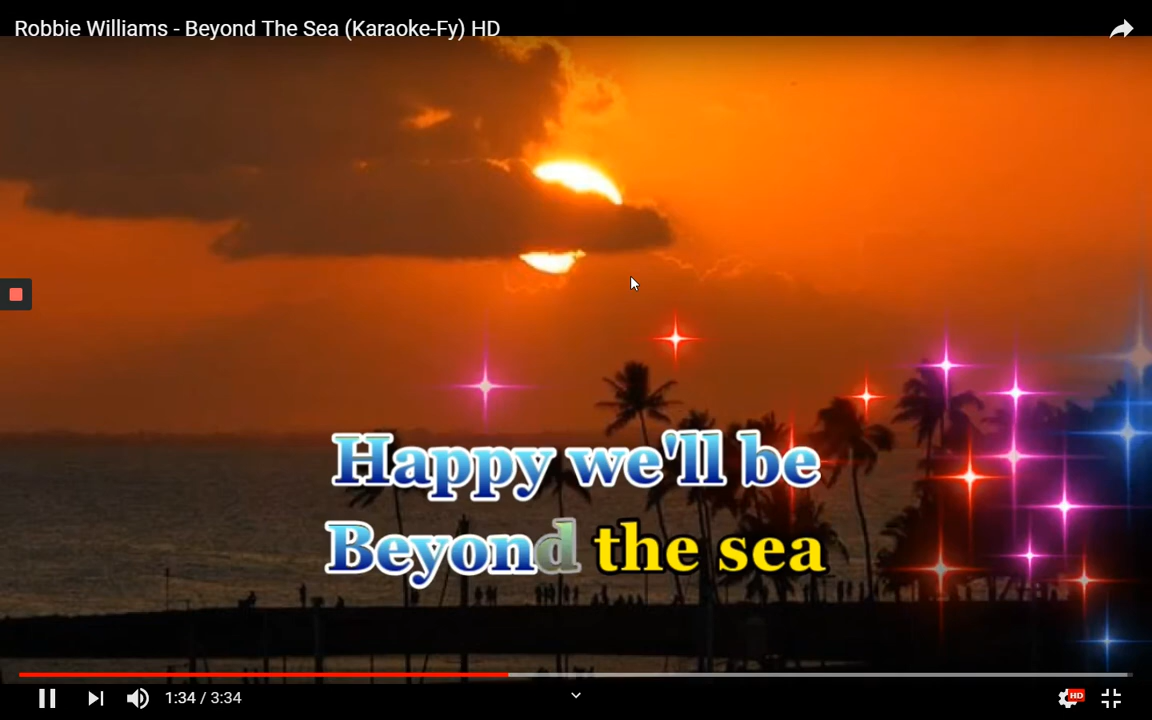 Robbie Williams - Beyond The Sea (Karaoke-Fy) HD
Happy we'll be
Beyond the sea
1:34 / 3:34
HD